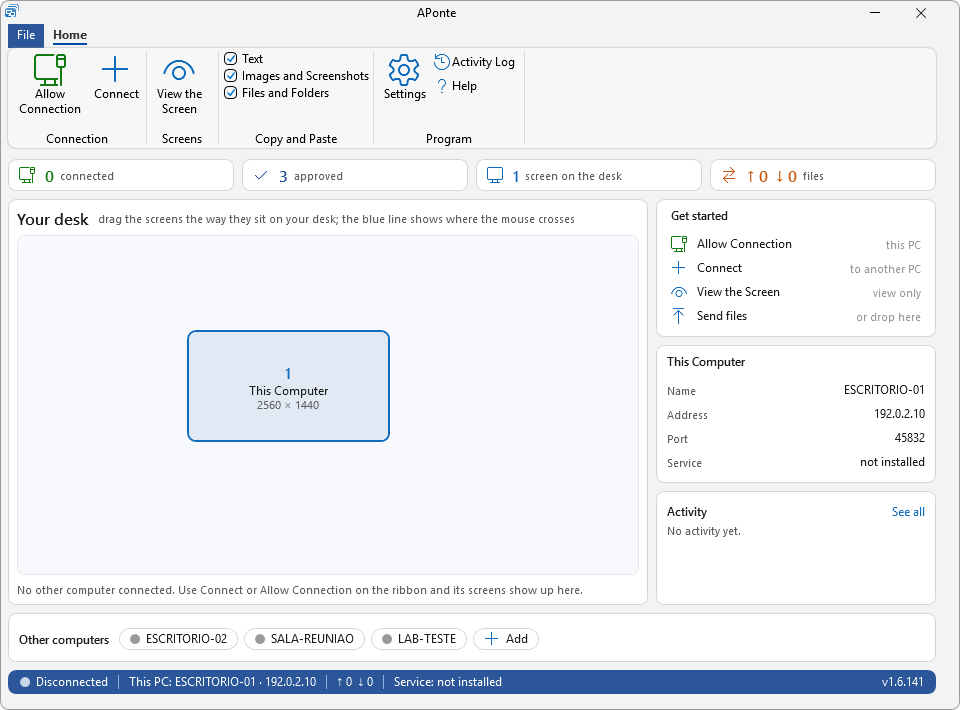 APonte
File
Home
Allow Connection
Connect
View the Screen
Text
Images and Screenshots
Files and Folders
Settings
Activity Log
? Help
Connection
Screens
Copy and Paste
Program
0 connected
3 approved
1 screen on the desk
↑ 0 ↓ 0 files
Your desk
drag the screens the way they sit on your desk; the blue line shows where the mouse crosses
1
This Computer
2560 × 1440
No other computer connected. Use Connect or Allow Connection on the ribbon and its screens show up here.
Get started
Allow Connection this PC
Connect to another PC
View the Screen view only
Send files or drop here
This Computer
Name ESCRITORIO-01
Address 192.0.2.10
Port 45832
Service not installed
Activity See all
No activity yet.
Other computers
ESCRITORIO-02
SALA-REUNIAO
LAB-TESTE
Add
Disconnected
This PC: ESCRITORIO-01 · 192.0.2.10
↑ 0 ↓ 0
Service: not installed
v1.6.141